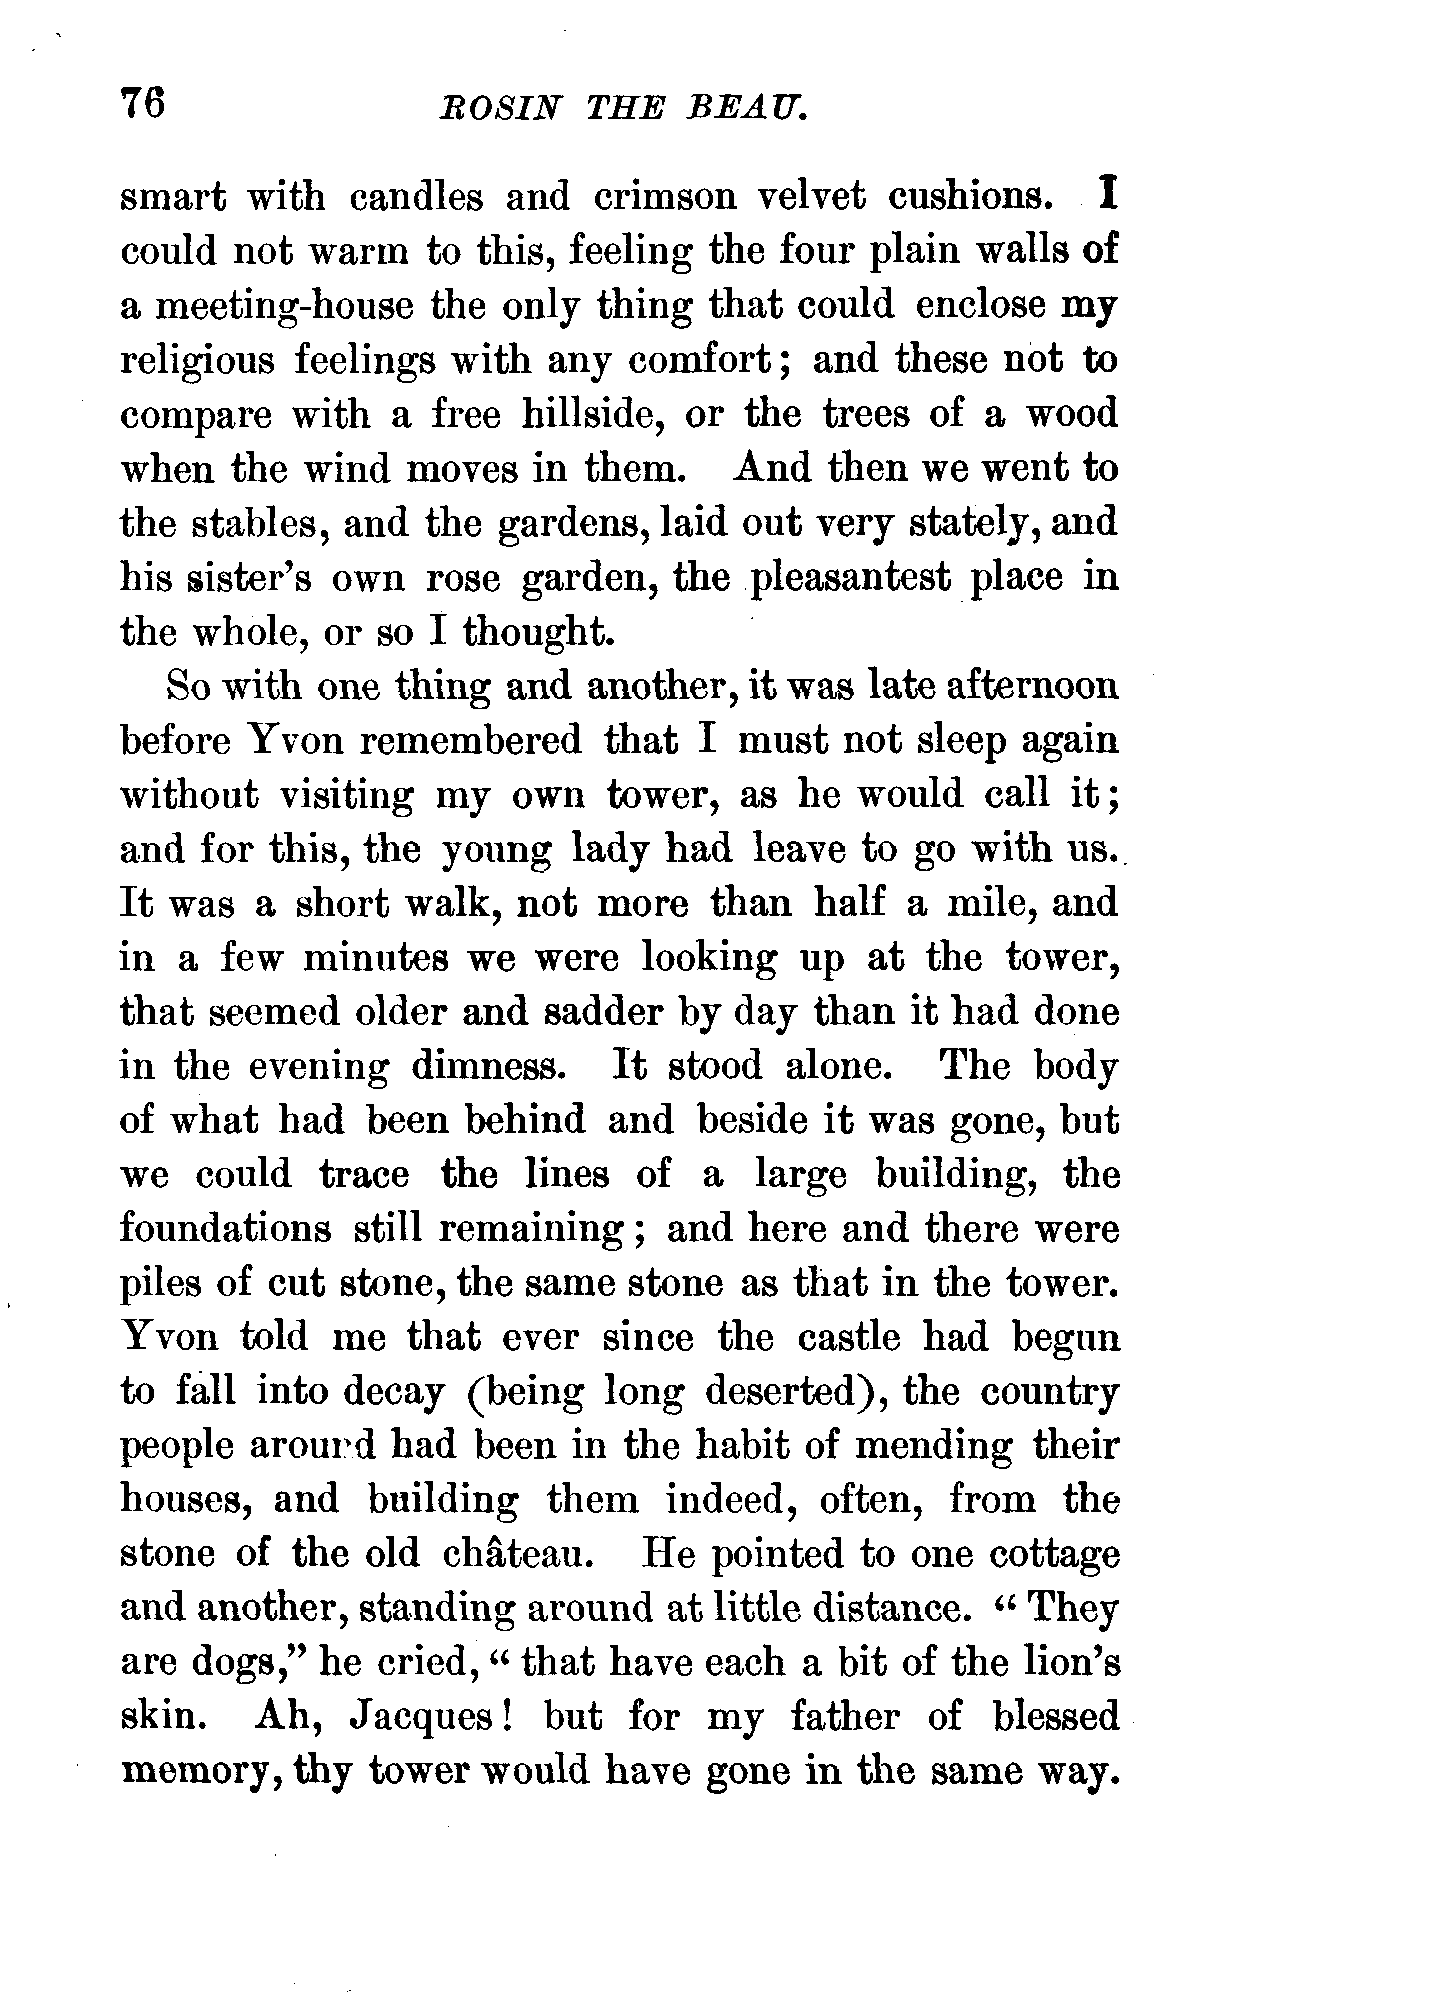 76 ROSIN THE BEAU.
smart with candles and crimson velvet cushions. I
could not warm to this, feeling the four plain walls of
a meeting-house the only thing that could enclose my
religious feelings with any comfort; and these not to
compare with a free hillside, or the trees of a wood
when the wind moves in them. And then we went to
the stables, and the gardens, laid out very stately, and
his sister's own rose garden, the pleasantest place in
the whole, or so I thought.
So with one thing and another, it was late afternoon
before Yvon remembered that I must not sleep again
without visiting my own tower, as he would call it;
and for this, the young lady had leave to go with us.
It was a short walk, not more than half a mile, and
in a few minutes we were looking up at the tower,
that seemed older and sadder by day than it had done
in the evening dimness. It stood alone. The body
of what had been behind and beside it was gone, but
we could trace the lines of a large building, the
foundations still remaining; and here and there were
piles of cut stone, the same stone as that in the tower.
Yvon told me that ever since the castle had begun
to fall into decay (being long deserted), the country
people around had been in the habit of mending their
houses, and building them indeed, often, from the
stone of the old château. He pointed to one cottage
and another, standing around at little distance. "They
are dogs," he cried, "that have each a bit of the lion's
skin. Ah, Jacques! but for my father of blessed
memory, thy tower would have gone in the same way.